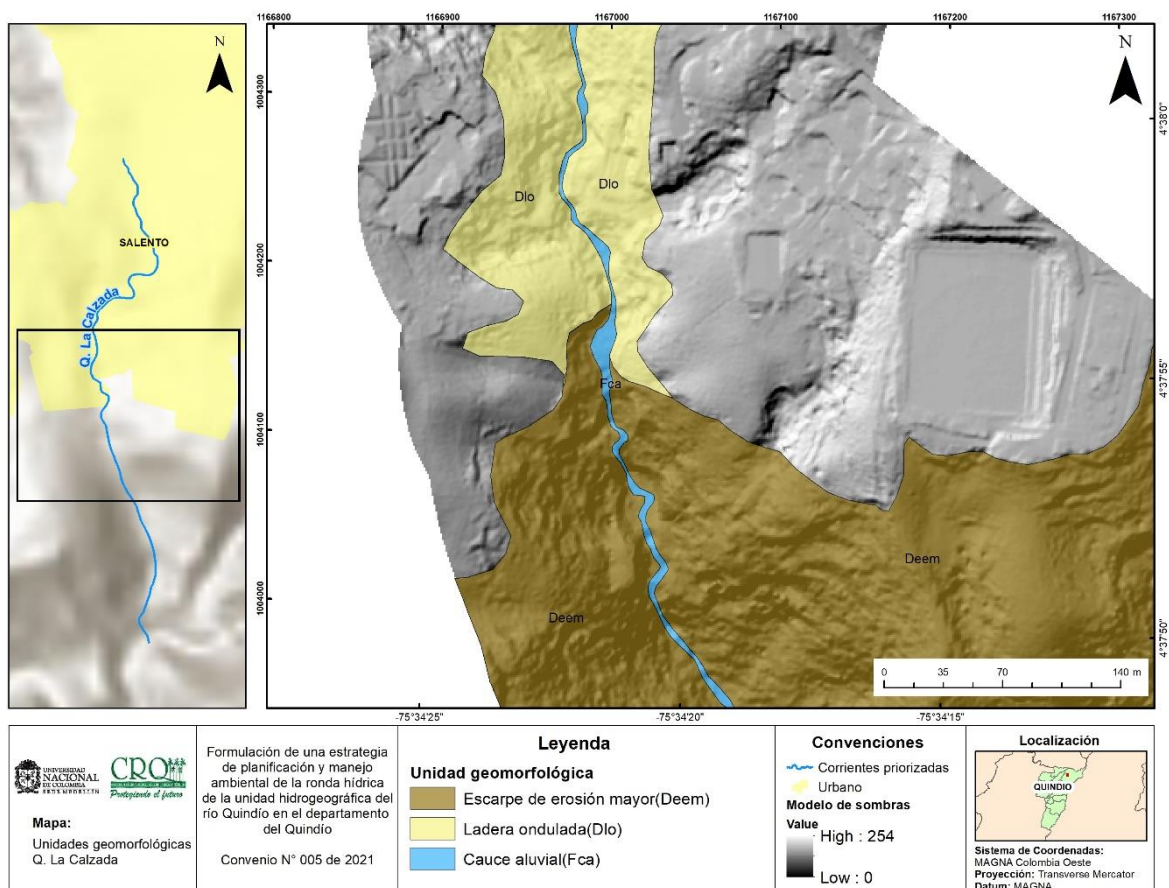 N
SALENTO
Q. La Calzada
1166800
1166900
1167000
1167100
1167200
1167300
1004300
1004200
1004100
1004000
N
4°38'0"
4°37'55"
4°37'50"
Dlo
Dlo
Fca
Deem
Deem
0 35 70 140 m
-75°34'25"
-75°34'20"
-75°34'15"
UNIVERSIDAD
NACIONAL
DE COLOMBIA
SEDE MEDELLÍN
CRQ
Protegiendo el futuro
Mapa:
Unidades geomorfológicas
Q. La Calzada
Formulación de una estrategia
de planificación y manejo
ambiental de la ronda hídrica
de la unidad hidrogeográfica del
río Quindío en el departamento
del Quindío
Convenio N° 005 de 2021
Leyenda
Unidad geomorfológica
Escarpe de erosión mayor(Deem)
Ladera ondulada(Dlo)
Cauce aluvial(Fca)
Convenciones
Corrientes priorizadas
Urbano
Modelo de sombras
Value
High : 254
Low : 0
Localización
QUINDIO
Sistema de Coordenadas:
MAGNA Colombia Oeste
Proyección: Transverse Mercator
Datum: MAGNA